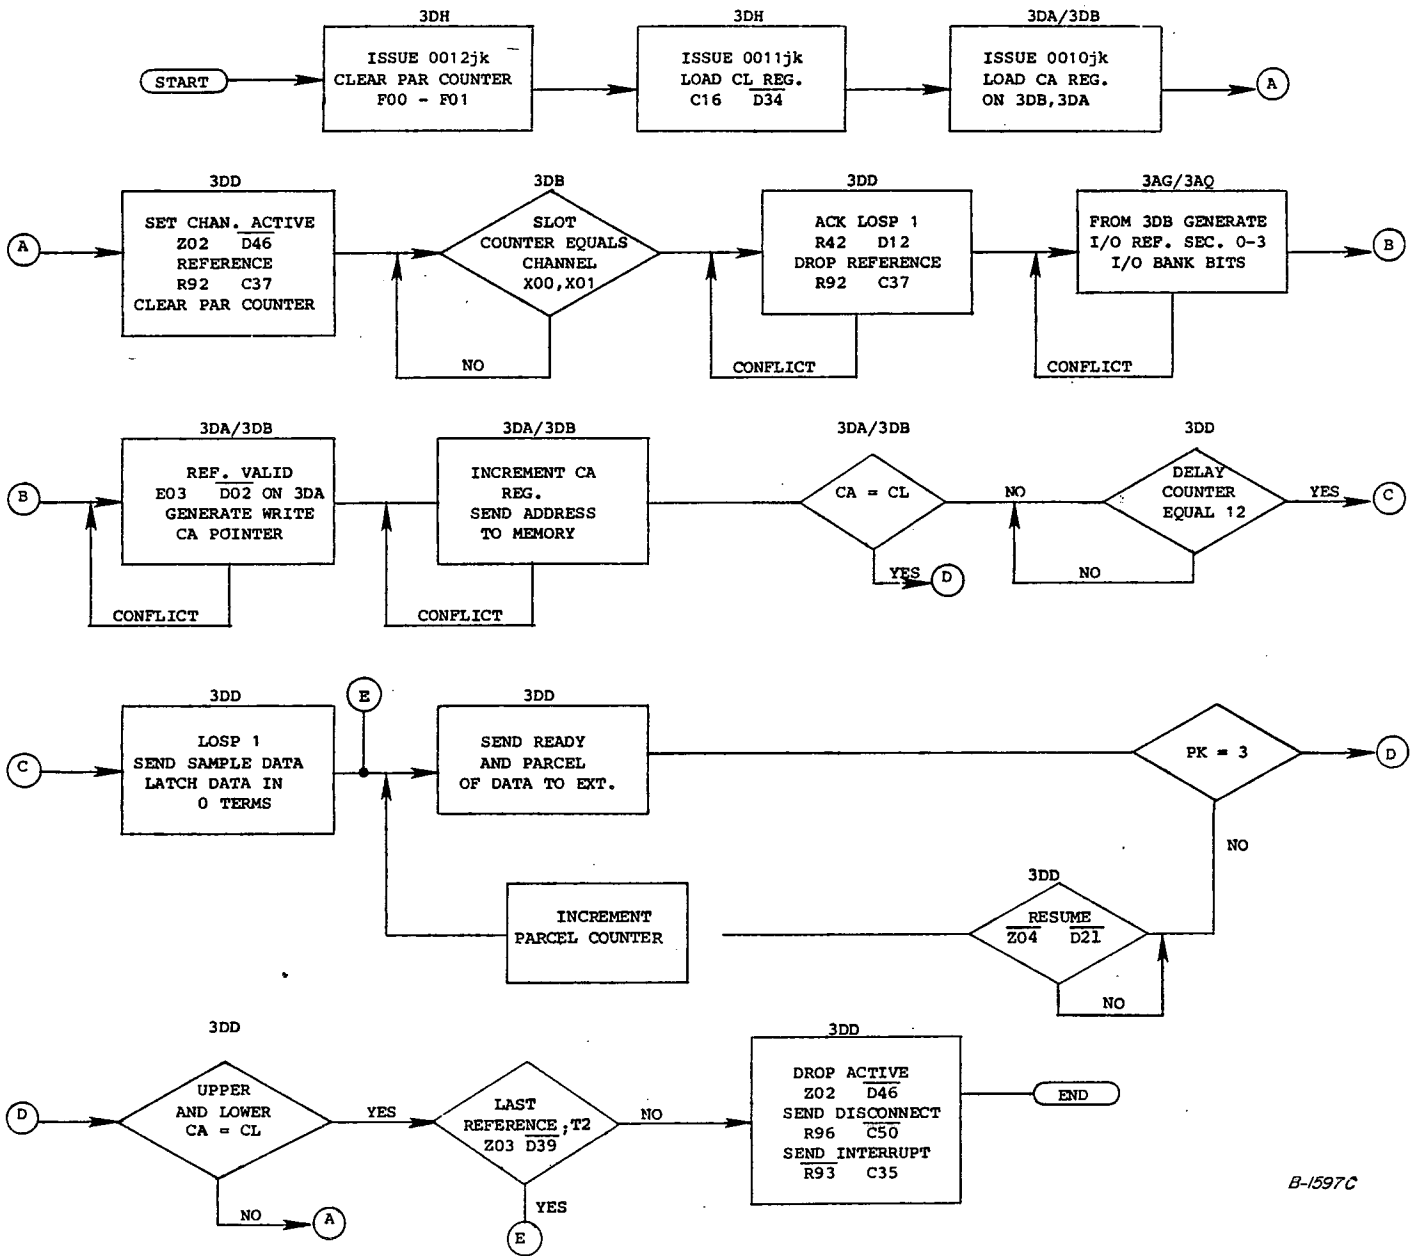 3DH
3DH
3DA/3DB
START
ISSUE 0012jk
CLEAR PAR COUNTER
F00 - F01
ISSUE 0011jk
LOAD CL REG.
C16 D34
ISSUE 0010jk
LOAD CA REG.
ON 3DB,3DA
A
3DD
3DB
3DD
3AG/3AQ
A
SET CHAN. ACTIVE
Z02 D46
REFERENCE
R92 C37
CLEAR PAR COUNTER
SLOT
COUNTER EQUALS
CHANNEL
X00,X01
NO
ACK LOSP 1
R42 D12
DROP REFERENCE
R92 C37
CONFLICT
FROM 3DB GENERATE
I/O REF. SEC. 0-3
I/O BANK BITS
CONFLICT
B
3DA/3DB
3DA/3DB
3DA/3DB
3DD
B
REF. VALID
E03 D02 ON 3DA
GENERATE WRITE
CA POINTER
CONFLICT
INCREMENT CA
REG.
SEND ADDRESS
TO MEMORY
CONFLICT
CA = CL
YES
D
NO
DELAY
COUNTER
EQUAL 12
NO
YES
C
3DD
E
3DD
C
LOSP 1
SEND SAMPLE DATA
LATCH DATA IN
0 TERMS
SEND READY
AND PARCEL
OF DATA TO EXT.
PK = 3
D
NO
3DD
INCREMENT
PARCEL COUNTER
RESUME
Z04 D21
NO
3DD
3DD
D
UPPER
AND LOWER
CA = CL
YES
NO
A
LAST
REFERENCE;T2
Z03 D39
NO
YES
E
DROP ACTIVE
Z02 D46
SEND DISCONNECT
R96 C50
SEND INTERRUPT
R93 C35
END
B-1597C